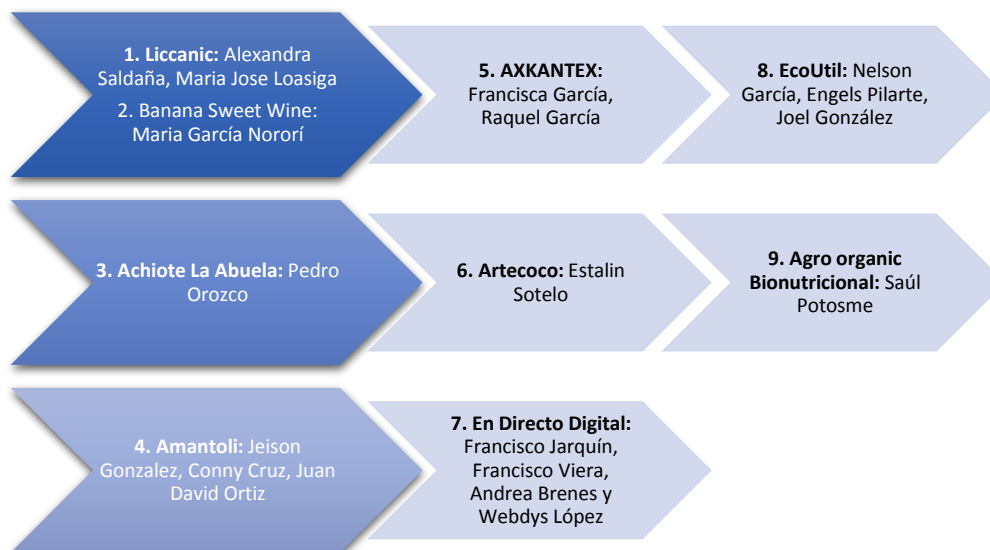 1. Liccanic: Alexandra
Saldaña, Maria Jose Loasiga
2. Banana Sweet Wine:
Maria García Nororí
5. AXKANTEX:
Francisca García,
Raquel García
8. EcoUtil: Nelson
García, Engels Pilarte,
Joel González
3. Achiote La Abuela: Pedro
Orozco
6. Artecoco: Estalin
Sotelo
9. Agro organic
Bionutricional: Saúl
Potosme
4. Amantoli: Jeison
Gonzalez, Conny Cruz, Juan
David Ortiz
7. En Directo Digital:
Francisco Jarquín,
Francisco Viera,
Andrea Brenes y
Webdys López